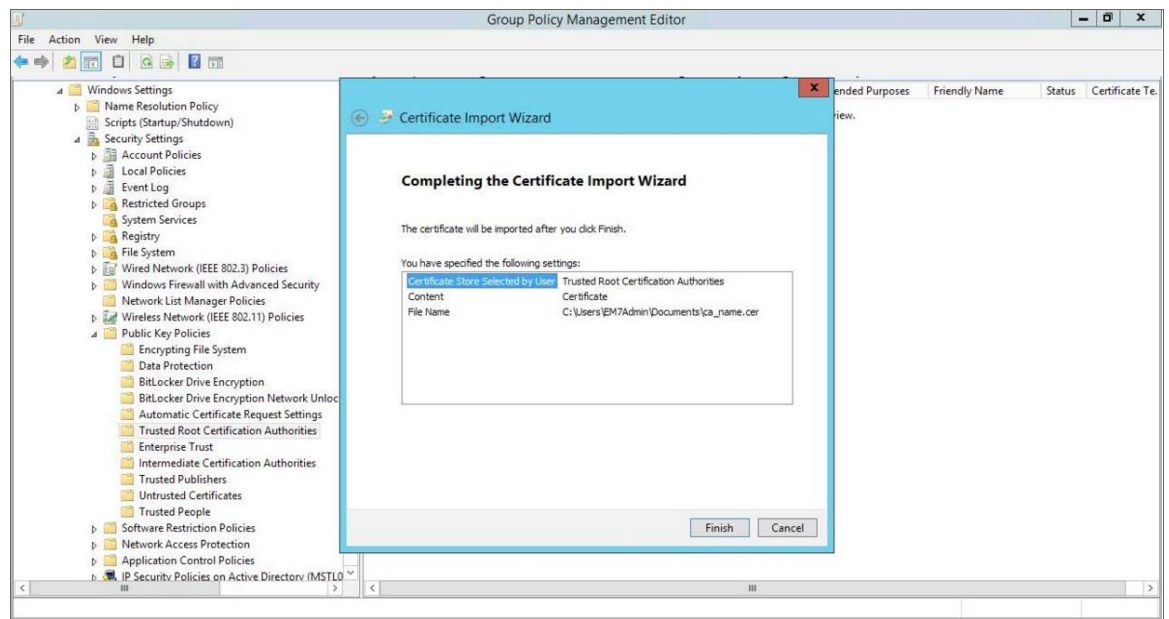 Group Policy Management Editor
File Action View Help
Windows Settings
Name Resolution Policy
Scripts (Startup/Shutdown)
Security Settings
Account Policies
Local Policies
Event Log
Restricted Groups
System Services
Registry
File System
Wired Network (IEEE 802.3) Policies
Windows Firewall with Advanced Security
Network List Manager Policies
Wireless Network (IEEE 802.11) Policies
Public Key Policies
Encrypting File System
Data Protection
BitLocker Drive Encryption
BitLocker Drive Encryption Network Unloc
Automatic Certificate Request Settings
Trusted Root Certification Authorities
Enterprise Trust
Intermediate Certification Authorities
Trusted Publishers
Untrusted Certificates
Trusted People
Software Restriction Policies
Network Access Protection
Application Control Policies
IP Security Policies on Active Directory (MSTL0
Certificate Import Wizard
Completing the Certificate Import Wizard
The certificate will be imported after you click Finish.
You have specified the following settings:
Certificate Store Selected by User Trusted Root Certification Authorities
Content Certificate
File Name C:\Users\EM7Admin\Documents\ca_name.cer
Finish Cancel
ended Purposes Friendly Name Status Certificate Te.
view.